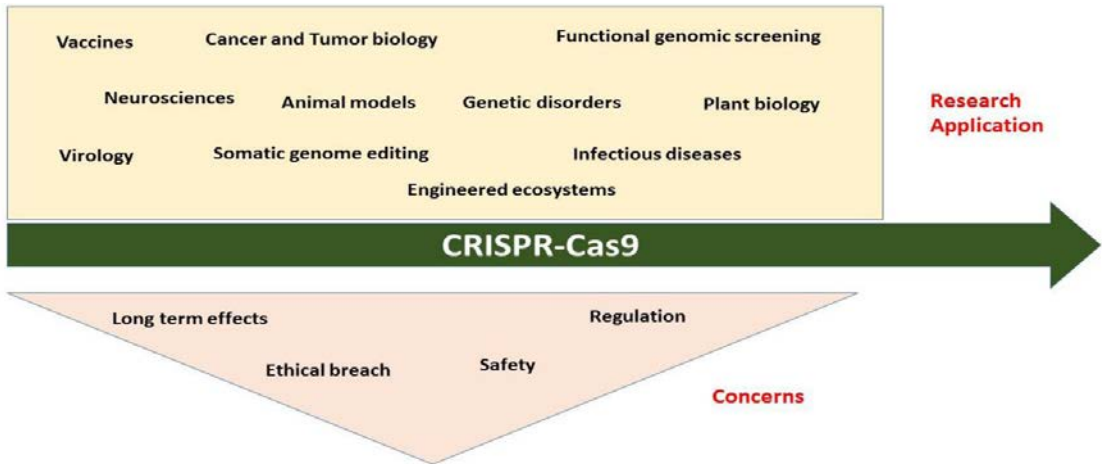 Vaccines
Cancer and Tumor biology
Functional genomic screening
Neurosciences
Animal models
Genetic disorders
Plant biology
Research
Application
Virology
Somatic genome editing
Infectious diseases
Engineered ecosystems
CRISPR-Cas9
Long term effects
Regulation
Ethical breach
Safety
Concerns